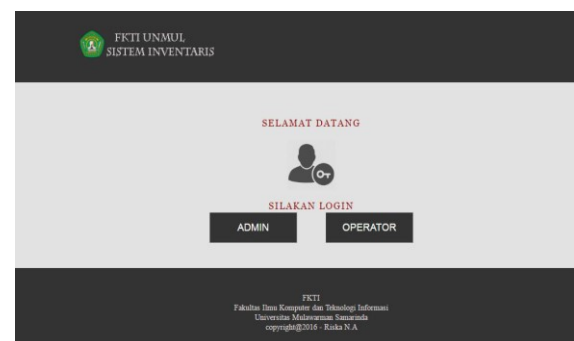 FKTI UNMUL
SISTEM INVENTARIS
SELAMAT DATANG
SILAKAN LOGIN
ADMIN OPERATOR
FKTI
Fakultas Ilmu Komputer dan Teknologi Informasi
Universitas Mulawarman Samarinda
copyright@2016 - Riska N.A